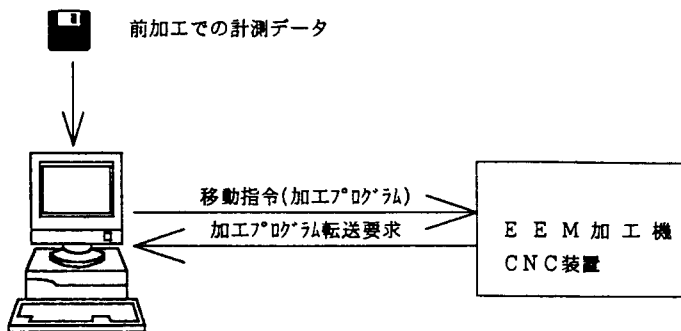 前加工での計測データ
移動指令(加工ﾌﾟﾛｸﾞﾗﾑ)
加工ﾌﾟﾛｸﾞﾗﾑ転送要求
ＥＥＭ加工機
CNC装置